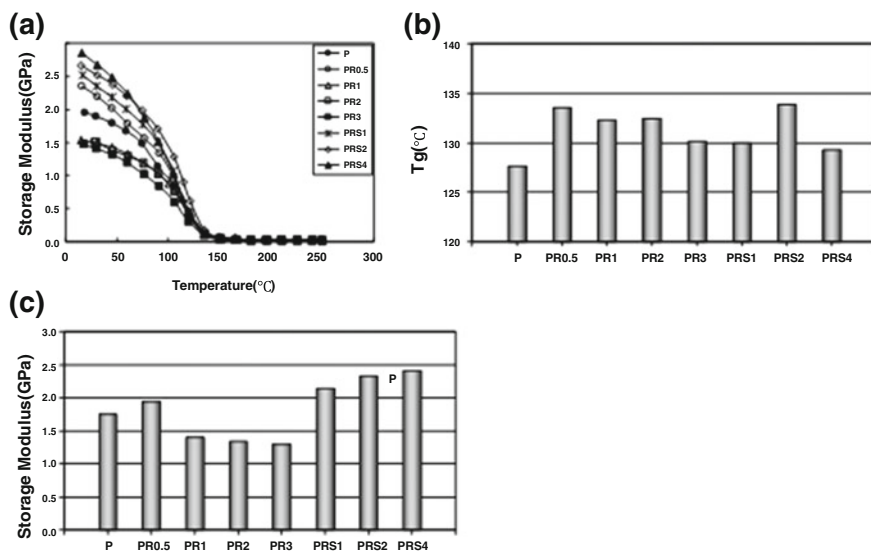 (a)
Storage Modulus(GPa)
2.5
2.0
1.5
1.0
0.5
0.0
0
50
100
150
200
250
300
Temperature(°C)
P
PR0.5
PR1
PR2
PR3
PRS1
PRS2
PRS4
(b)
Tg(°C)
140
135
130
125
120
P PR0.5 PR1 PR2 PR3 PRS1 PRS2 PRS4
(c)
Storage Modulus(GPa)
3.0
2.5
2.0
1.5
1.0
0.5
0.0
P
P PR0.5 PR1 PR2 PR3 PRS1 PRS2 PRS4